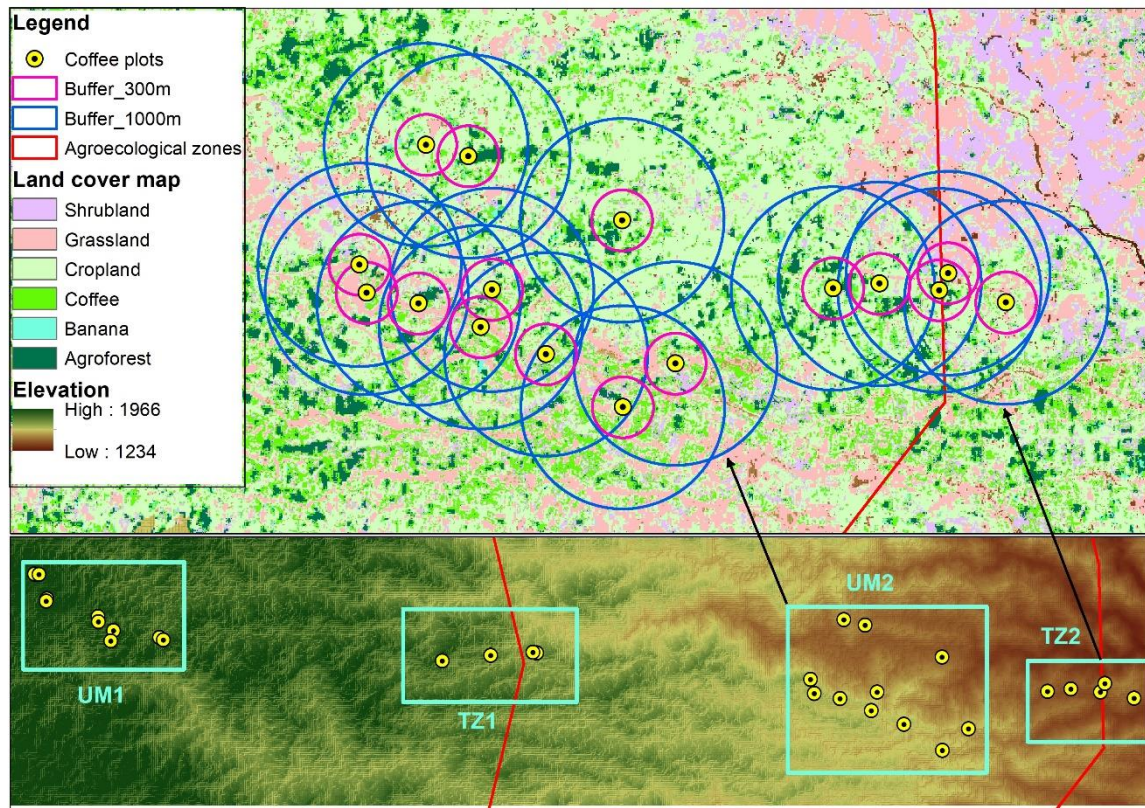 Legend
Coffee plots
Buffer_300m
Buffer_1000m
Agroecological zones
Land cover map
Shrubland
Grassland
Cropland
Coffee
Banana
Agroforest
Elevation
High : 1966
Low : 1234
UM1
TZ1
UM2
TZ2